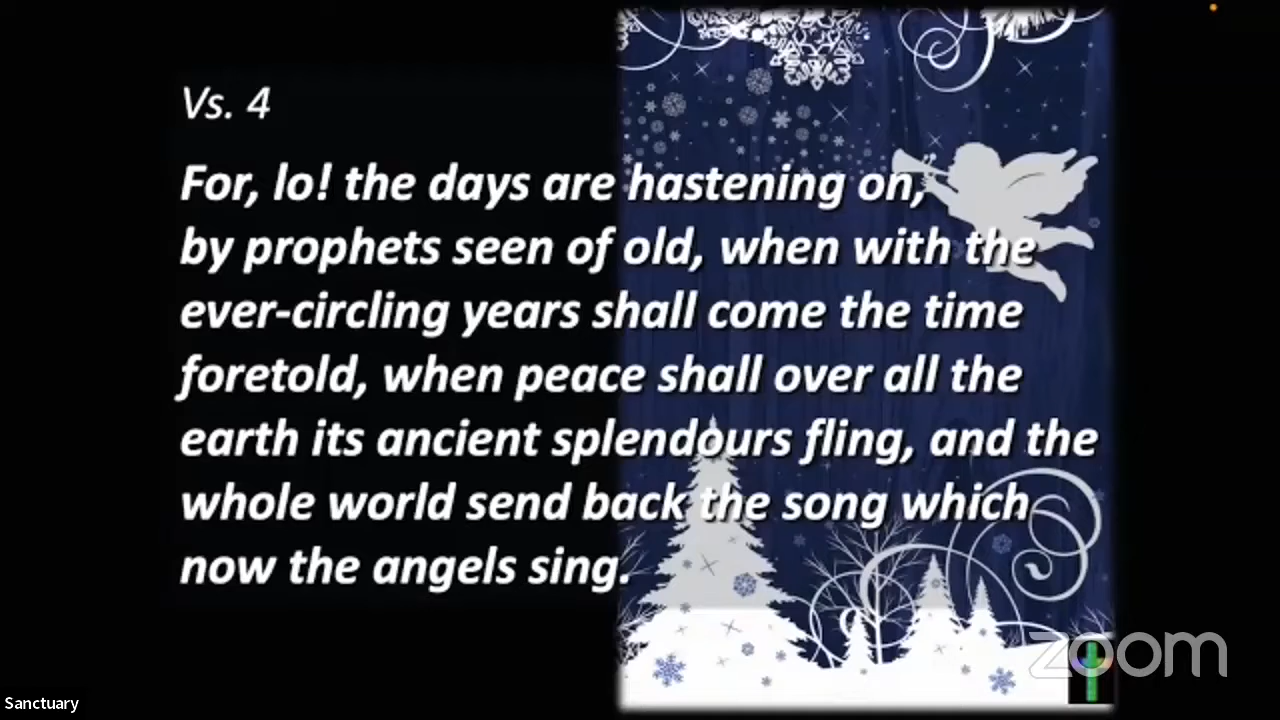 Vs. 4
For, lo! the days are hastening on,
by prophets seen of old, when with the
ever-circling years shall come the time
foretold, when peace shall over all the
earth its ancient splendours fling, and the
whole world send back the song which
now the angels sing.
zoom
Sanctuary